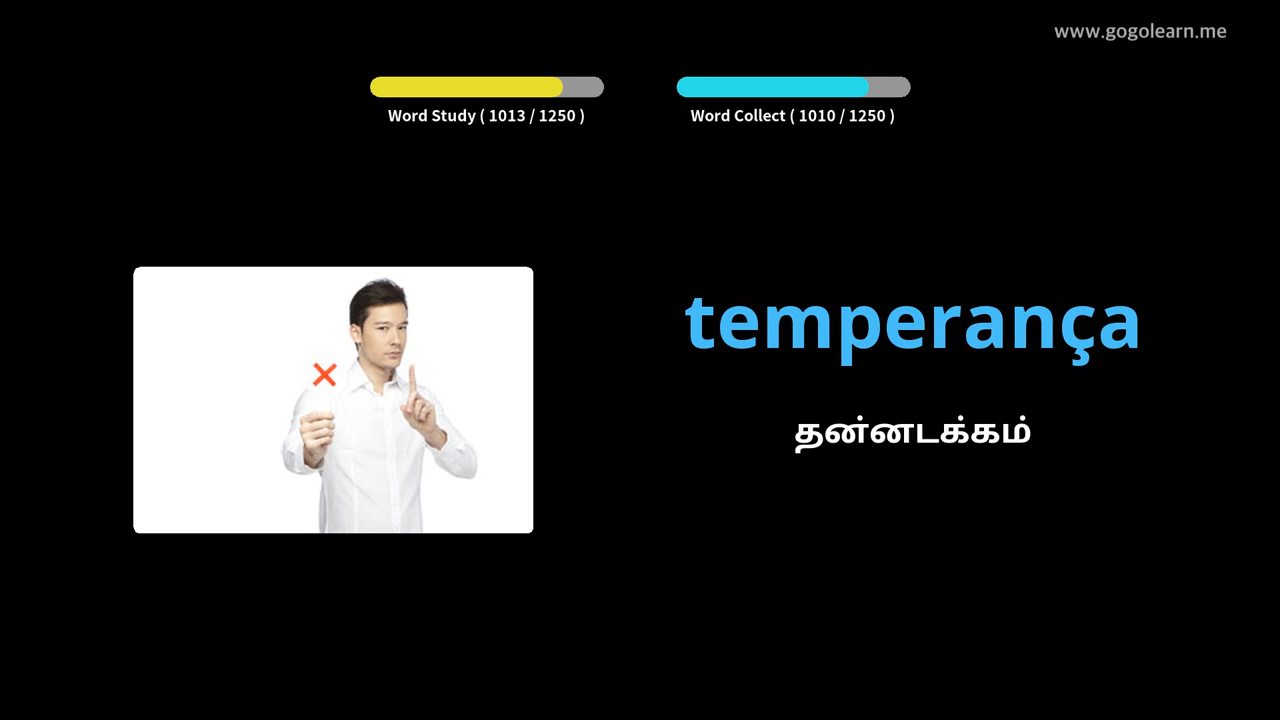 www.gogolearn.me
Word Study ( 1013 / 1250 )
Word Collect ( 1010 / 1250 )
temperança
தன்னடக்கம்